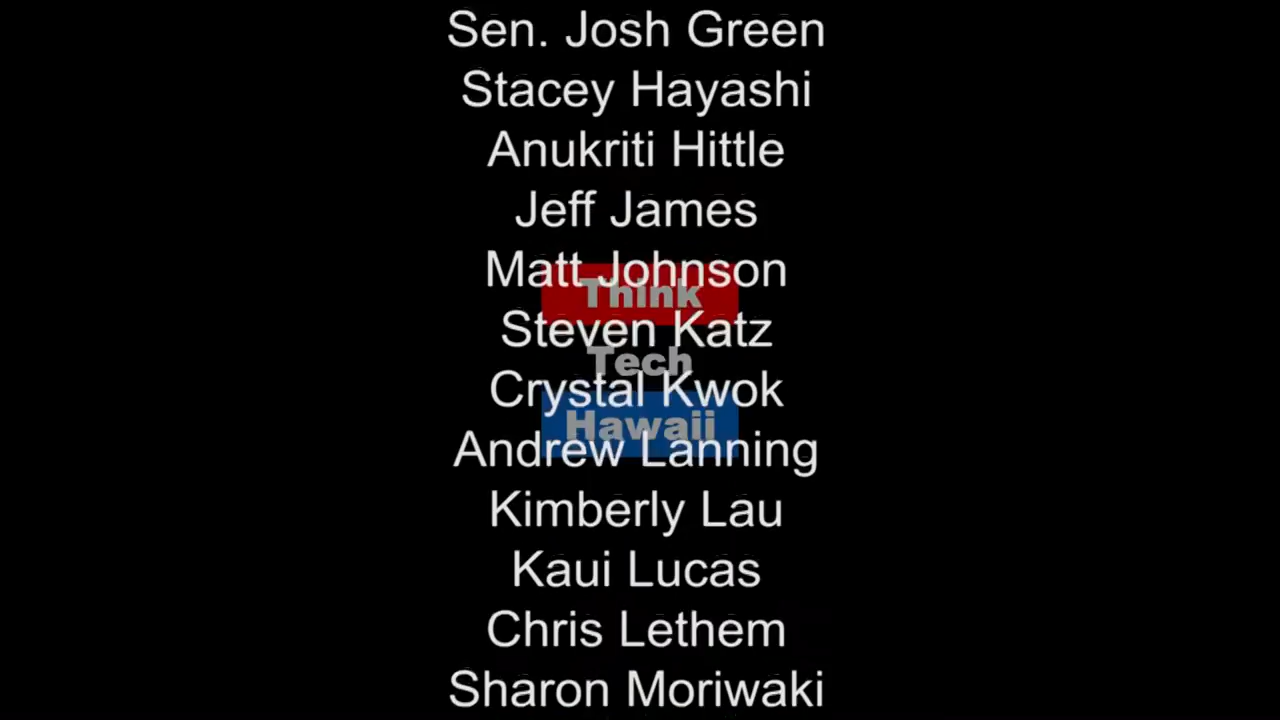 Sen. Josh Green
Stacey Hayashi
Anukriti Hittle
Jeff James
Matt Johnson
Think
Steven Katz
Tech
Crystal Kwok
Hawaii
Andrew Lanning
Kimberly Lau
Kaui Lucas
Chris Lethem
Sharon Moriwaki